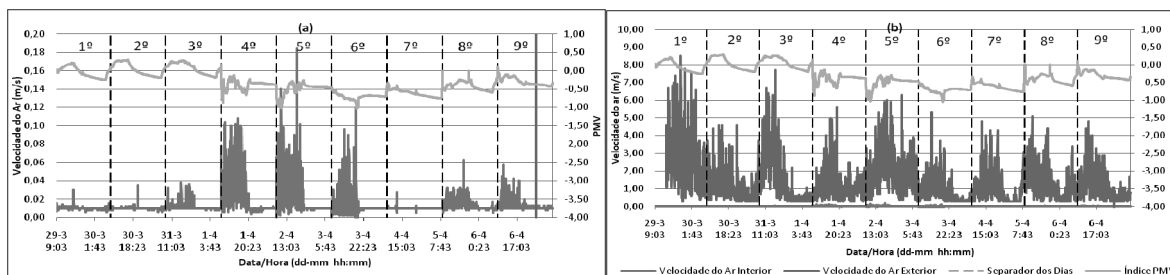 (a)
0,20
0,18
0,16
0,14
0,12
0,10
0,08
0,06
0,04
0,02
0,00
Velocidade do Ar (m/s)
1º 2º 3º 4º 5º 6º 7º 8º 9º
1,00
0,50
0,00
-0,50
-1,00
-1,50
-2,00
-2,50
-3,00
-3,50
-4,00
PMV
29-3 30-3 30-3 31-3 1-4 1-4 2-4 3-4 3-4 4-4 5-4 6-4 6-4
9:03 1:43 18:23 11:03 3:43 20:23 13:03 5:43 22:23 15:03 7:43 0:23 17:03
Data/Hora (dd-mm hh:mm)
(b)
10,00
9,00
8,00
7,00
6,00
5,00
4,00
3,00
2,00
1,00
0,00
Velocidade do ar (m/s)
1º 2º 3º 4º 5º 6º 7º 8º 9º
1,00
0,50
0,00
-0,50
-1,00
-1,50
-2,00
-2,50
-3,00
-3,50
-4,00
PMV
29-3 30-3 30-3 31-3 1-4 1-4 2-4 3-4 3-4 4-4 5-4 6-4 6-4
9:03 1:43 18:23 11:03 3:43 20:23 13:03 5:43 22:23 15:03 7:43 0:23 17:03
Data/Hora (dd-mm hh:mm)
Velocidade do Ar Interior Velocidade do Ar Exterior Separador dos Dias Índice PMV